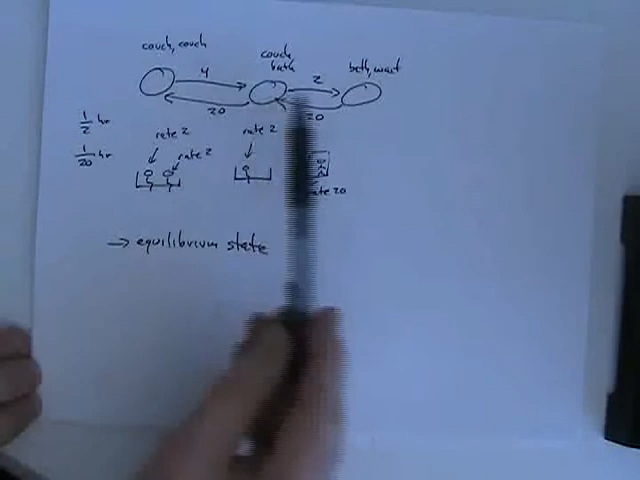 couch, couch
couch
bath
bath, wait
4
2
20
20
1/2 hr
1/20 hr
rate 2
rate 2
rate 2
rate 20
→ equilibrium state